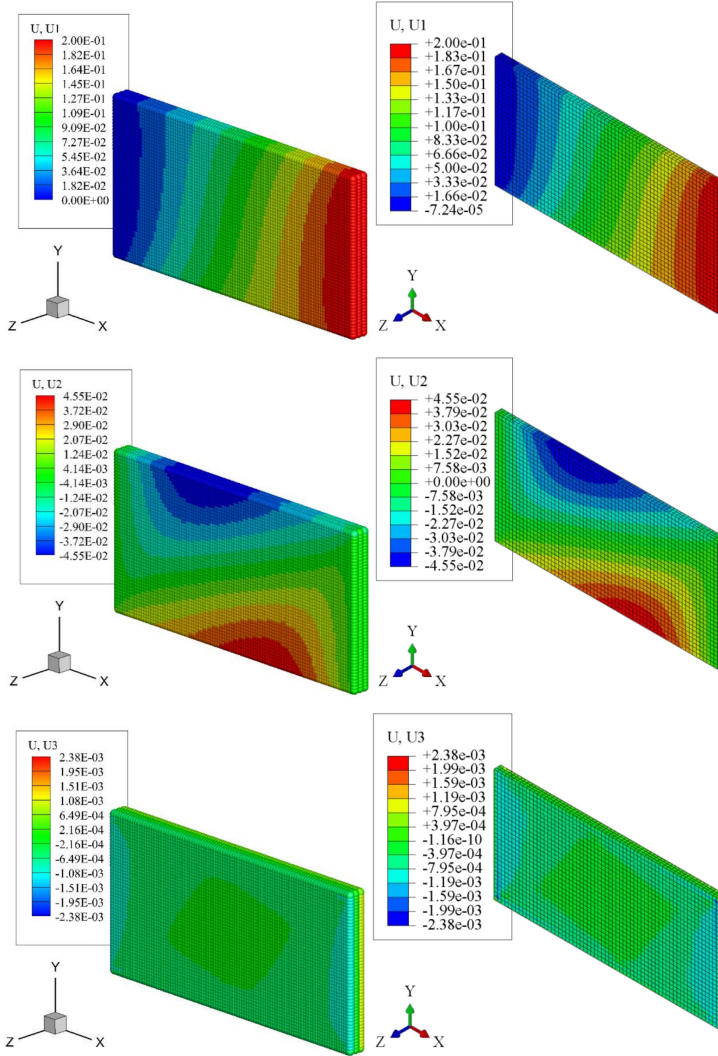 U, U1
2.00E-01
1.82E-01
1.64E-01
1.45E-01
1.27E-01
1.09E-01
9.09E-02
7.27E-02
5.45E-02
3.64E-02
1.82E-02
0.00E+00
Y
Z
X
U, U1
+2.00e-01
+1.83e-01
+1.67e-01
+1.50e-01
+1.33e-01
+1.17e-01
+1.00e-01
+8.33e-02
+6.66e-02
+5.00e-02
+3.33e-02
+1.66e-02
-7.24e-05
Y
Z
X
U, U2
4.55E-02
3.72E-02
2.90E-02
2.07E-02
1.24E-02
4.14E-03
-4.14E-03
-1.24E-02
-2.07E-02
-2.90E-02
-3.72E-02
-4.55E-02
Y
Z
X
U, U2
+4.55e-02
+3.79e-02
+3.03e-02
+2.27e-02
+1.52e-02
+7.58e-03
+0.00e+00
-7.58e-03
-1.52e-02
-2.27e-02
-3.03e-02
-3.79e-02
-4.55e-02
Y
Z
X
U, U3
2.38E-03
1.95E-03
1.51E-03
1.08E-03
6.49E-04
2.16E-04
-2.16E-04
-6.49E-04
-1.08E-03
-1.51E-03
-1.95E-03
-2.38E-03
Y
Z
X
U, U3
+2.38e-03
+1.99e-03
+1.59e-03
+1.19e-03
+7.95e-04
+3.97e-04
-1.16e-10
-3.97e-04
-7.95e-04
-1.19e-03
-1.59e-03
-1.99e-03
-2.38e-03
Y
Z
X